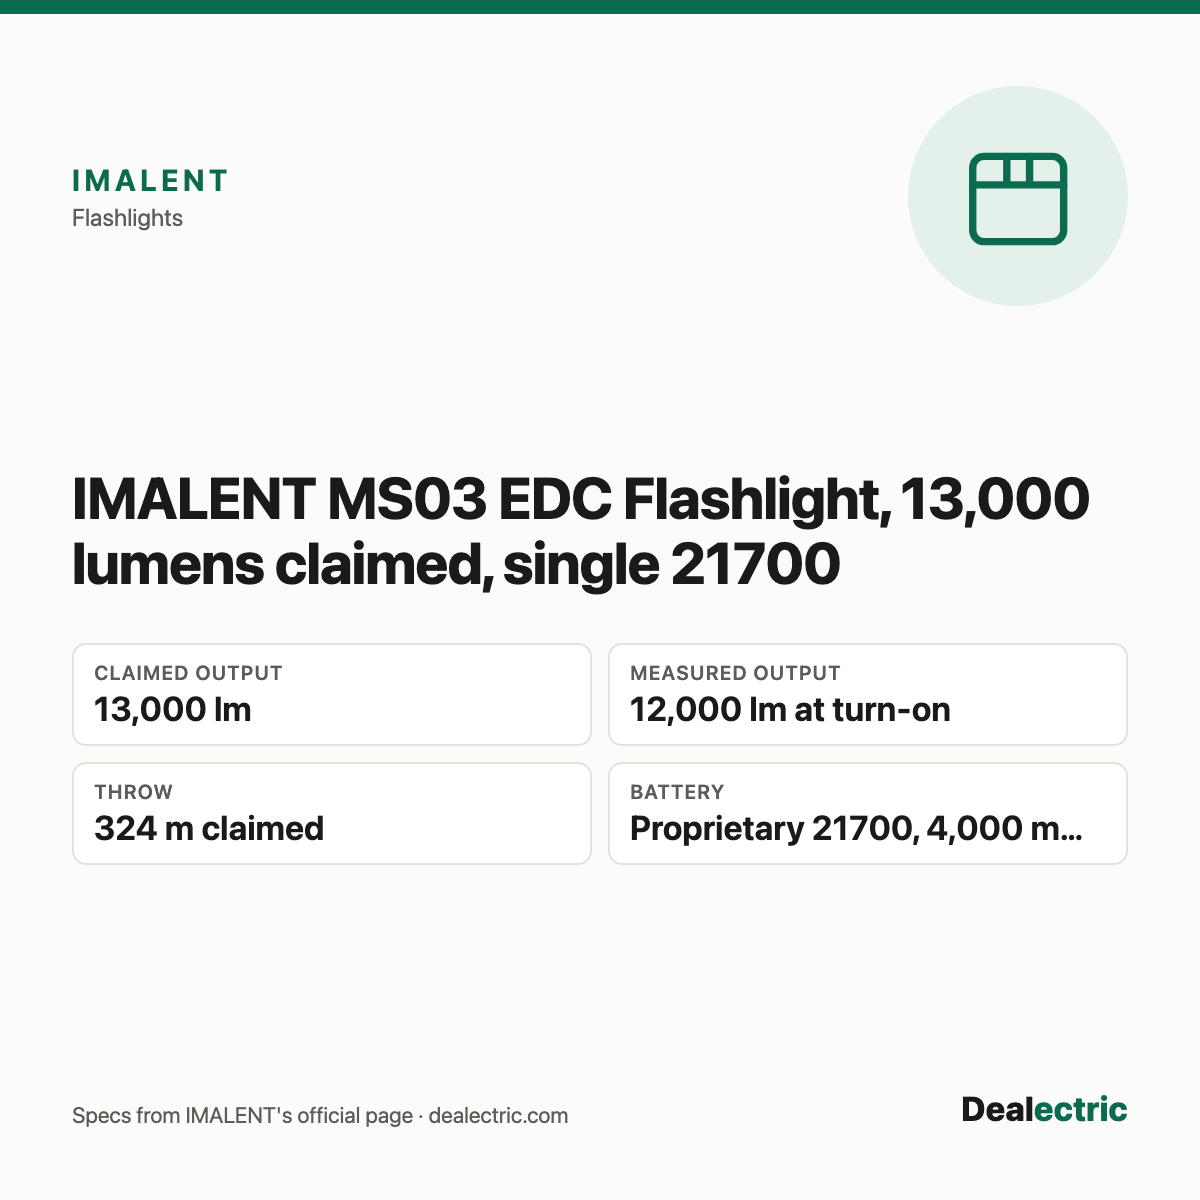 IMALENT
Flashlights
IMALENT MS03 EDC Flashlight, 13,000
lumens claimed, single 21700
CLAIMED OUTPUT
13,000 lm
MEASURED OUTPUT
12,000 lm at turn-on
THROW
324 m claimed
BATTERY
Proprietary 21700, 4,000 m...
Specs from IMALENT's official page · dealectric.com
Dealectric